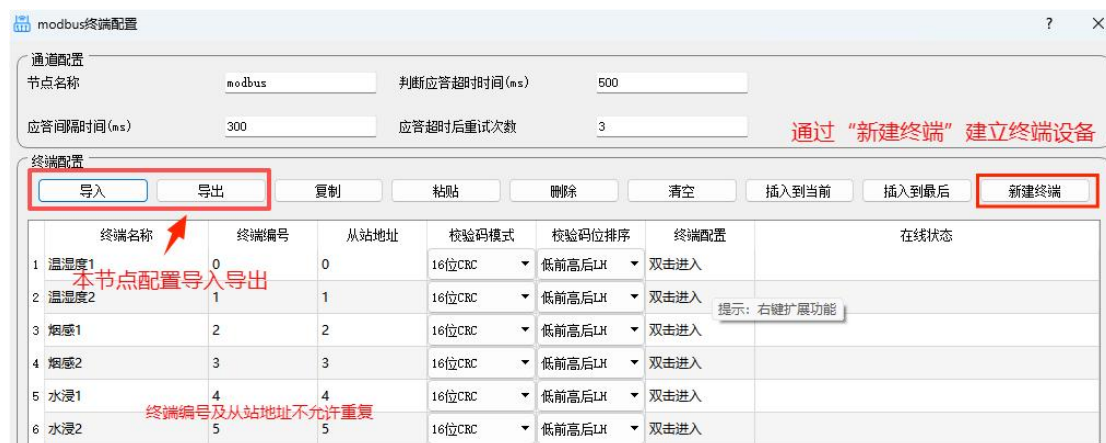 modbus终端配置 ? ×
通道配置
节点名称 modbus 判断应答超时时间(ms) 500
应答间隔时间(ms) 300 应答超时后重试次数 3
通过“新建终端”建立终端设备
终端配置
导入 导出 复制 粘贴 删除 清空 插入到当前 插入到最后 新建终端
终端名称 终端编号 从站地址 校验码模式 校验码位排序 终端配置 在线状态
1 温湿度1 0 0 16位CRC 低前高后LH 双击进入
本节点配置导入导出
2 温湿度2 1 1 16位CRC 低前高后LH 双击进入
提示：右键扩展功能
3 烟感1 2 2 16位CRC 低前高后LH 双击进入
4 烟感2 3 3 16位CRC 低前高后LH 双击进入
5 水浸1 4 4 16位CRC 低前高后LH 双击进入
终端编号及从站地址不允许重复
6 水浸2 5 5 16位CRC 低前高后LH 双击进入